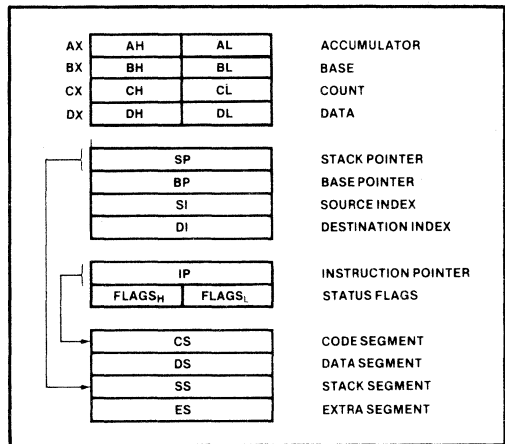 AX AH AL ACCUMULATOR
BX BH BL BASE
CX CH CL COUNT
DX DH DL DATA
SP STACK POINTER
BP BASE POINTER
SI SOURCE INDEX
DI DESTINATION INDEX
IP INSTRUCTION POINTER
FLAGSH FLAGSL STATUS FLAGS
CS CODE SEGMENT
DS DATA SEGMENT
SS STACK SEGMENT
ES EXTRA SEGMENT